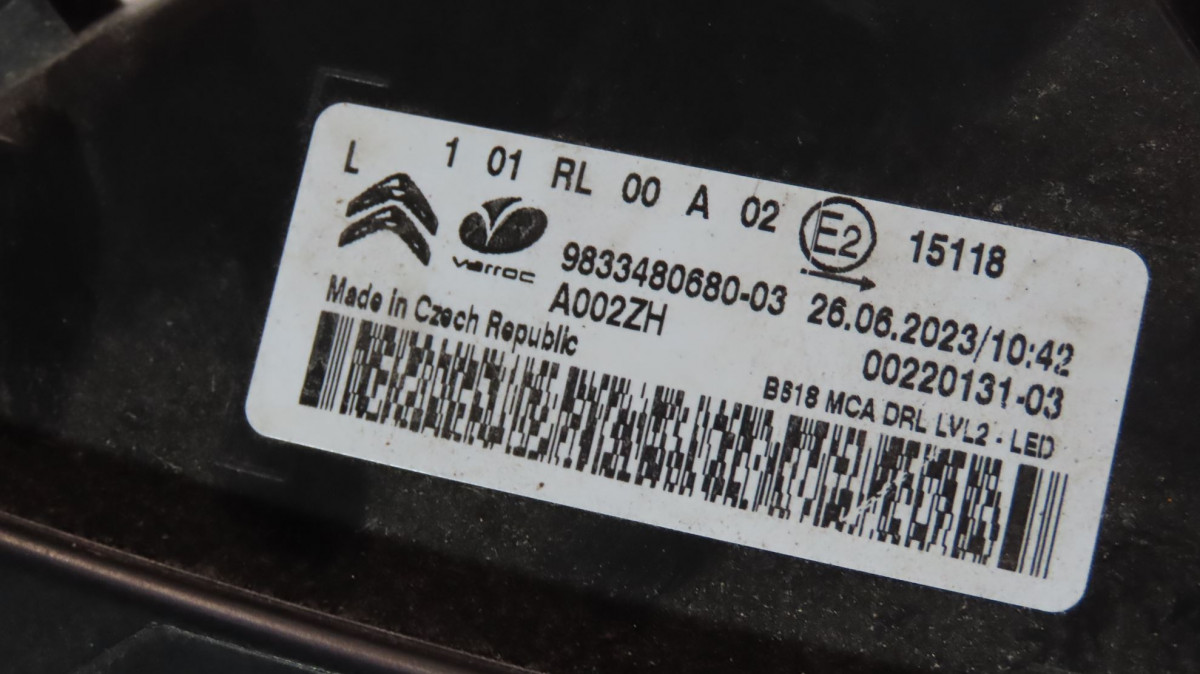 L 1 01 RL 00 A 02 E2 15118
varroc
9833480680-03 26.06.2023/10:42
A002ZH 00220131-03
Made in Czech Republic
B618 MCA DRL LVL2 - LED